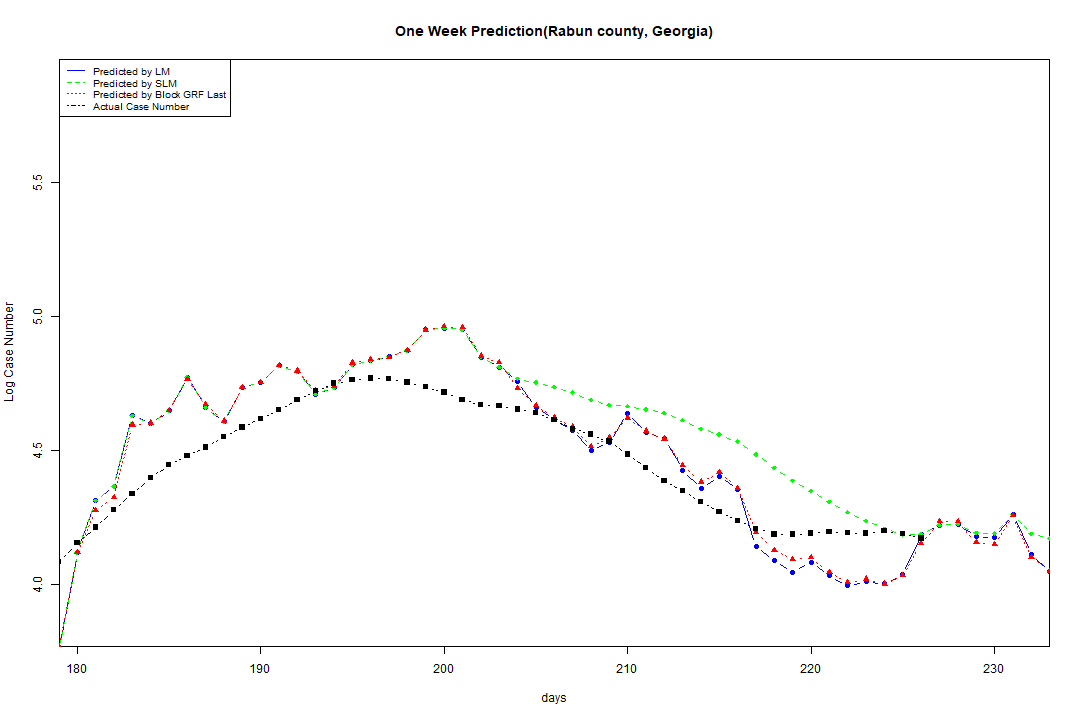 One Week Prediction(Rabun county, Georgia)
Predicted by LM
Predicted by SLM
Predicted by Block GRF Last
Actual Case Number
5.5
5.0
4.5
4.0
Log Case Number
180 190 200 210 220 230
days